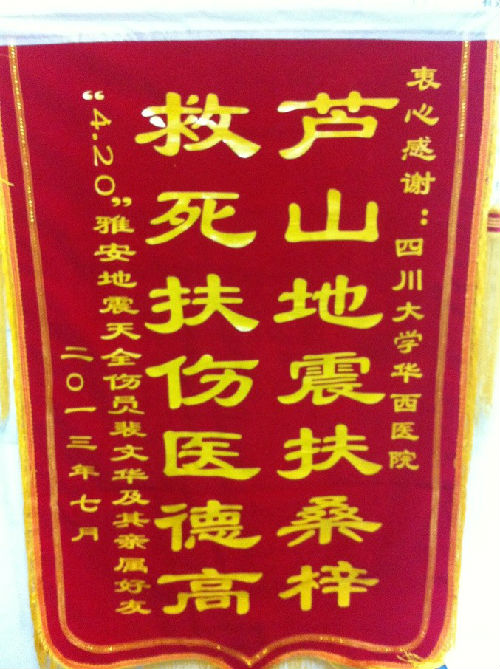 衷心感谢：四川大学华西医院
芦山地震扶桑梓
救死扶伤医德高
“4.20”雅安地震天全伤员裴文华及其亲属好友
二〇一三年七月